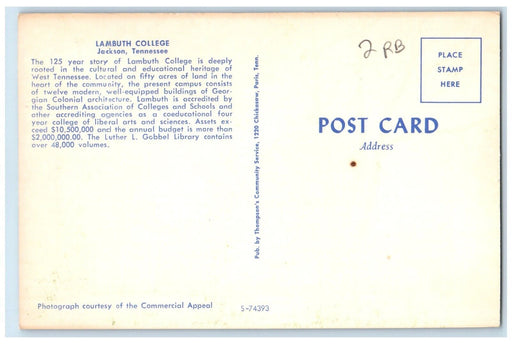 LAMBUTH COLLEGE
Jackson, Tennessee
The 125 year story of Lambuth College is deeply
rooted in the cultural and educational heritage of
West Tennessee. Located on fifty acres of land in the
heart of the community, the present campus consists
of twelve modern, well-equipped buildings of Geor-
gian Colonial architecture. Lambuth is accredited by
the Southern Association of Colleges and Schools and
other accrediting agencies as a coeducational four
year college of liberal arts and sciences. Assets ex-
ceed $10,500,000 and the annual budget is more than
$2,000,000.00. The Luther L. Gobbel Library contains
over 48,000 volumes.
Photograph courtesy of the Commercial Appeal
S-74393
Pub. by Thompson's Community Service, 1220 Chickasaw, Paris, Tenn.
2 RB
PLACE
STAMP
HERE
POST CARD
Address